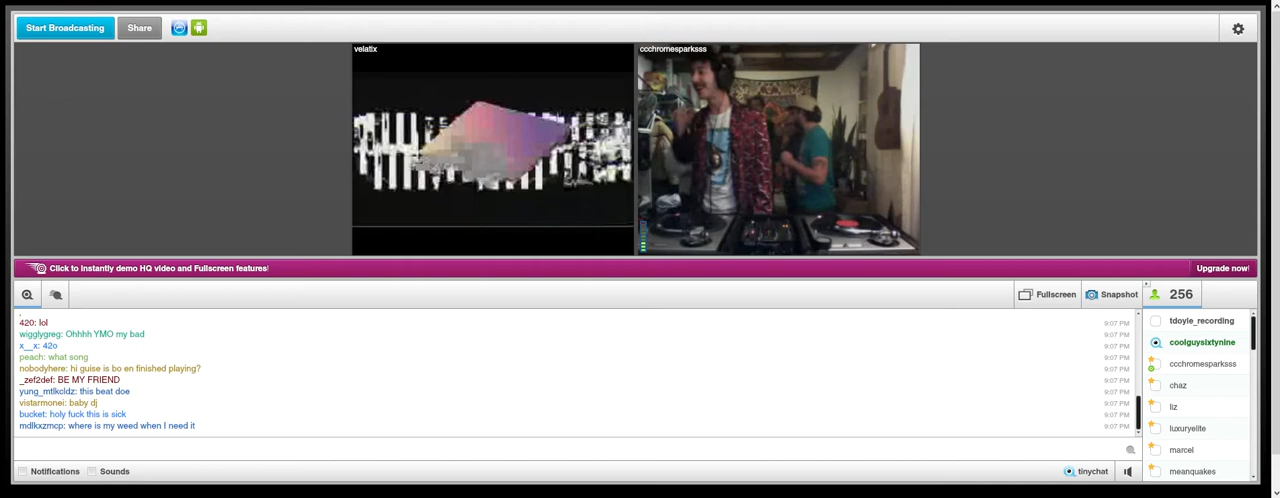 Start Broadcasting
Share
velatix
ccchromesparksss
Click to Instantly demo HQ video and Fullscreen features!
Upgrade now!
Fullscreen
Snapshot
256
420: lol 9:07 PM
wigglygreg: Ohhhh YMO my bad 9:07 PM
x__x: 42o 9:07 PM
peach: what song 9:07 PM
nobodyhere: hi guise is bo en finished playing? 9:07 PM
_zef2def: BE MY FRIEND 9:07 PM
yung_mtlkcldz: this beat doe 9:07 PM
vistarmonei: baby dj 9:07 PM
bucket: holy fuck this is sick 9:07 PM
mdlkxzmcp: where is my weed when I need it 9:07 PM
tdoyle_recording
coolguysixtynine
ccchromesparksss
chaz
liz
luxuryelite
marcel
meanquakes
Notifications
Sounds
tinychat